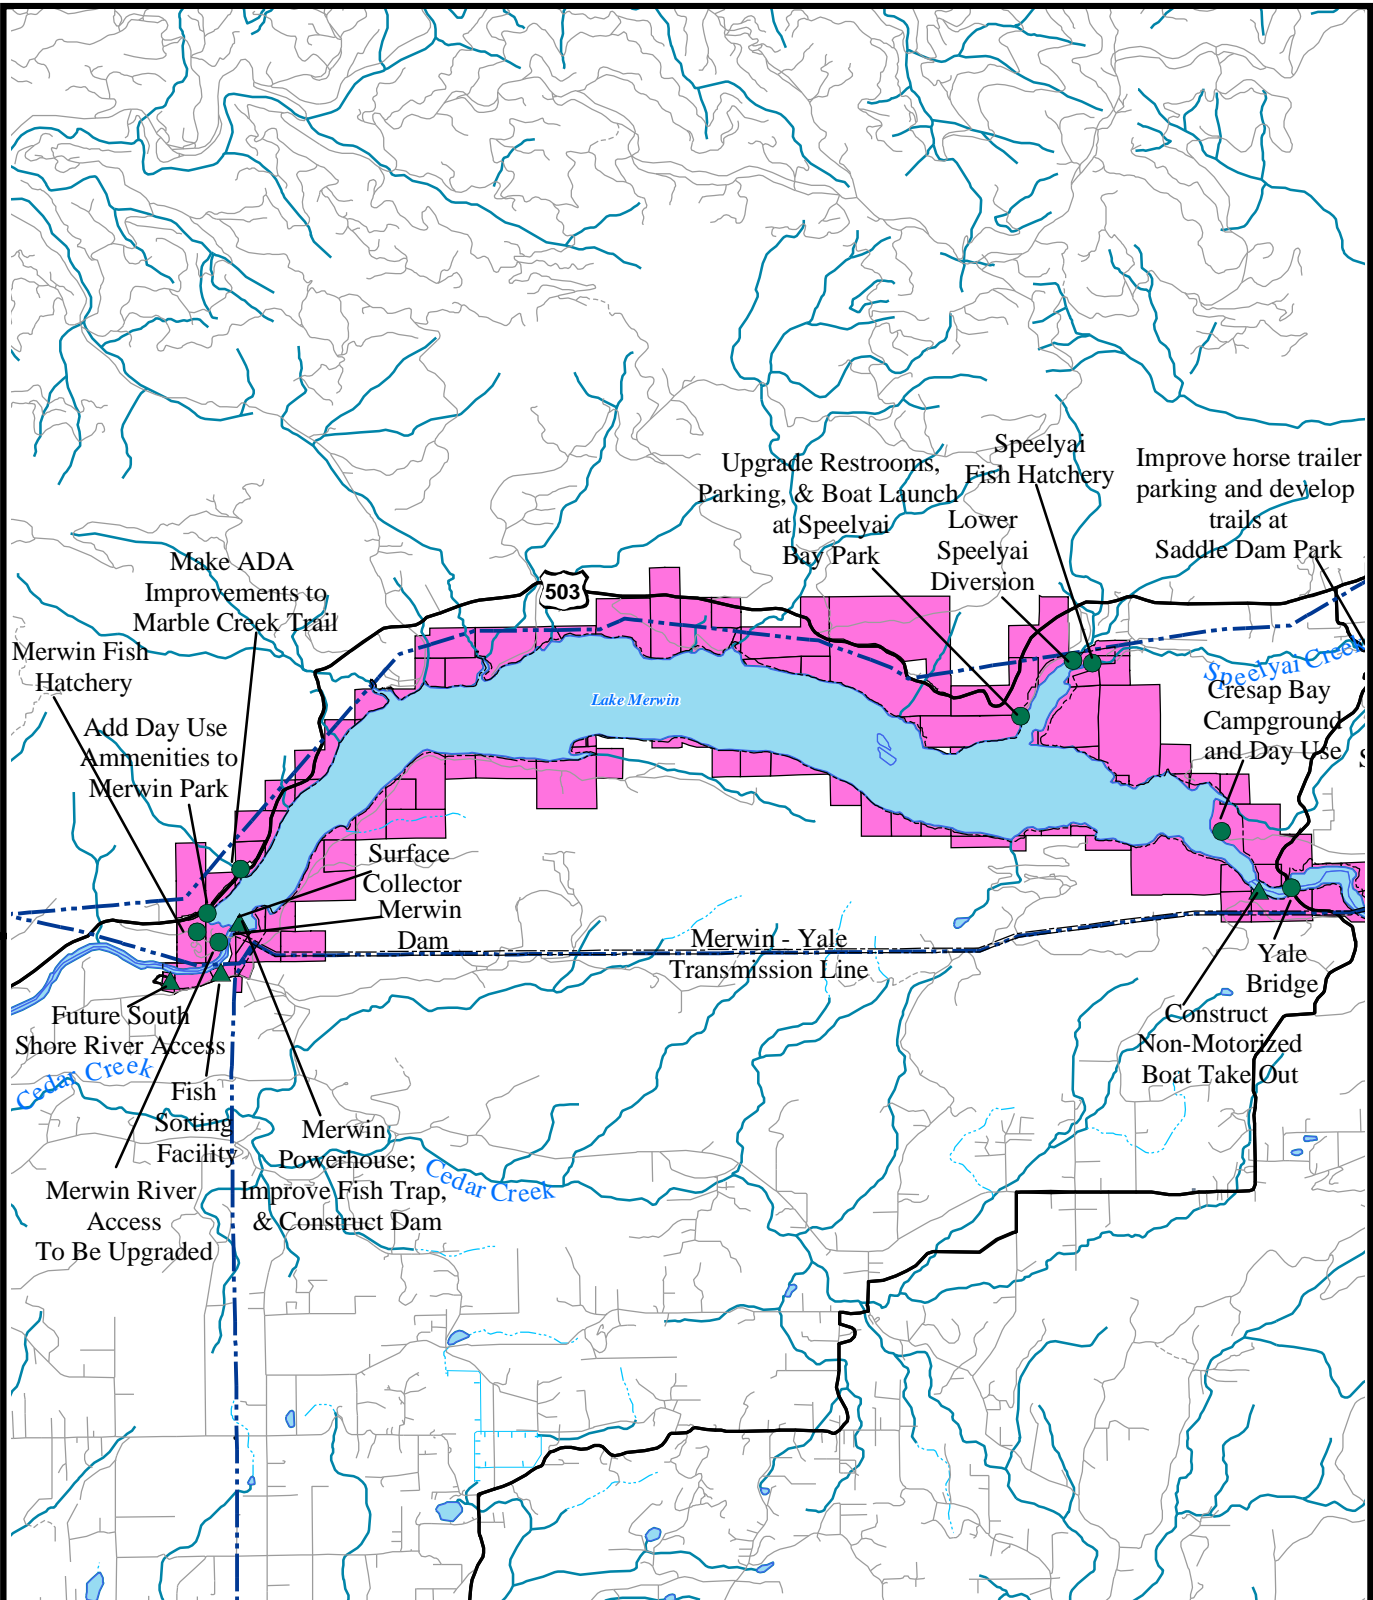 Speelyai
Fish Hatchery
Upgrade Restrooms,
Parking, & Boat Launch
at Speelyai
Bay Park
Improve horse trailer
parking and develop
trails at
Saddle Dam Park
Lower
Speelyai
Diversion
Make ADA
Improvements to
Marble Creek Trail
503
Merwin Fish
Hatchery
Speelyai Creek
Lake Merwin
Cresap Bay
Campground
and Day Use
Add Day Use
Ammenities to
Merwin Park
S
Surface
Collector
Merwin
Dam
Merwin - Yale
Transmission Line
Yale
Bridge
Construct
Non-Motorized
Boat Take Out
Future South
Shore River Access
Cedar Creek
Fish
Sorting
Facility
Merwin
Powerhouse;
Improve Fish Trap,
& Construct Dam
Cedar Creek
Merwin River
Access
To Be Upgraded